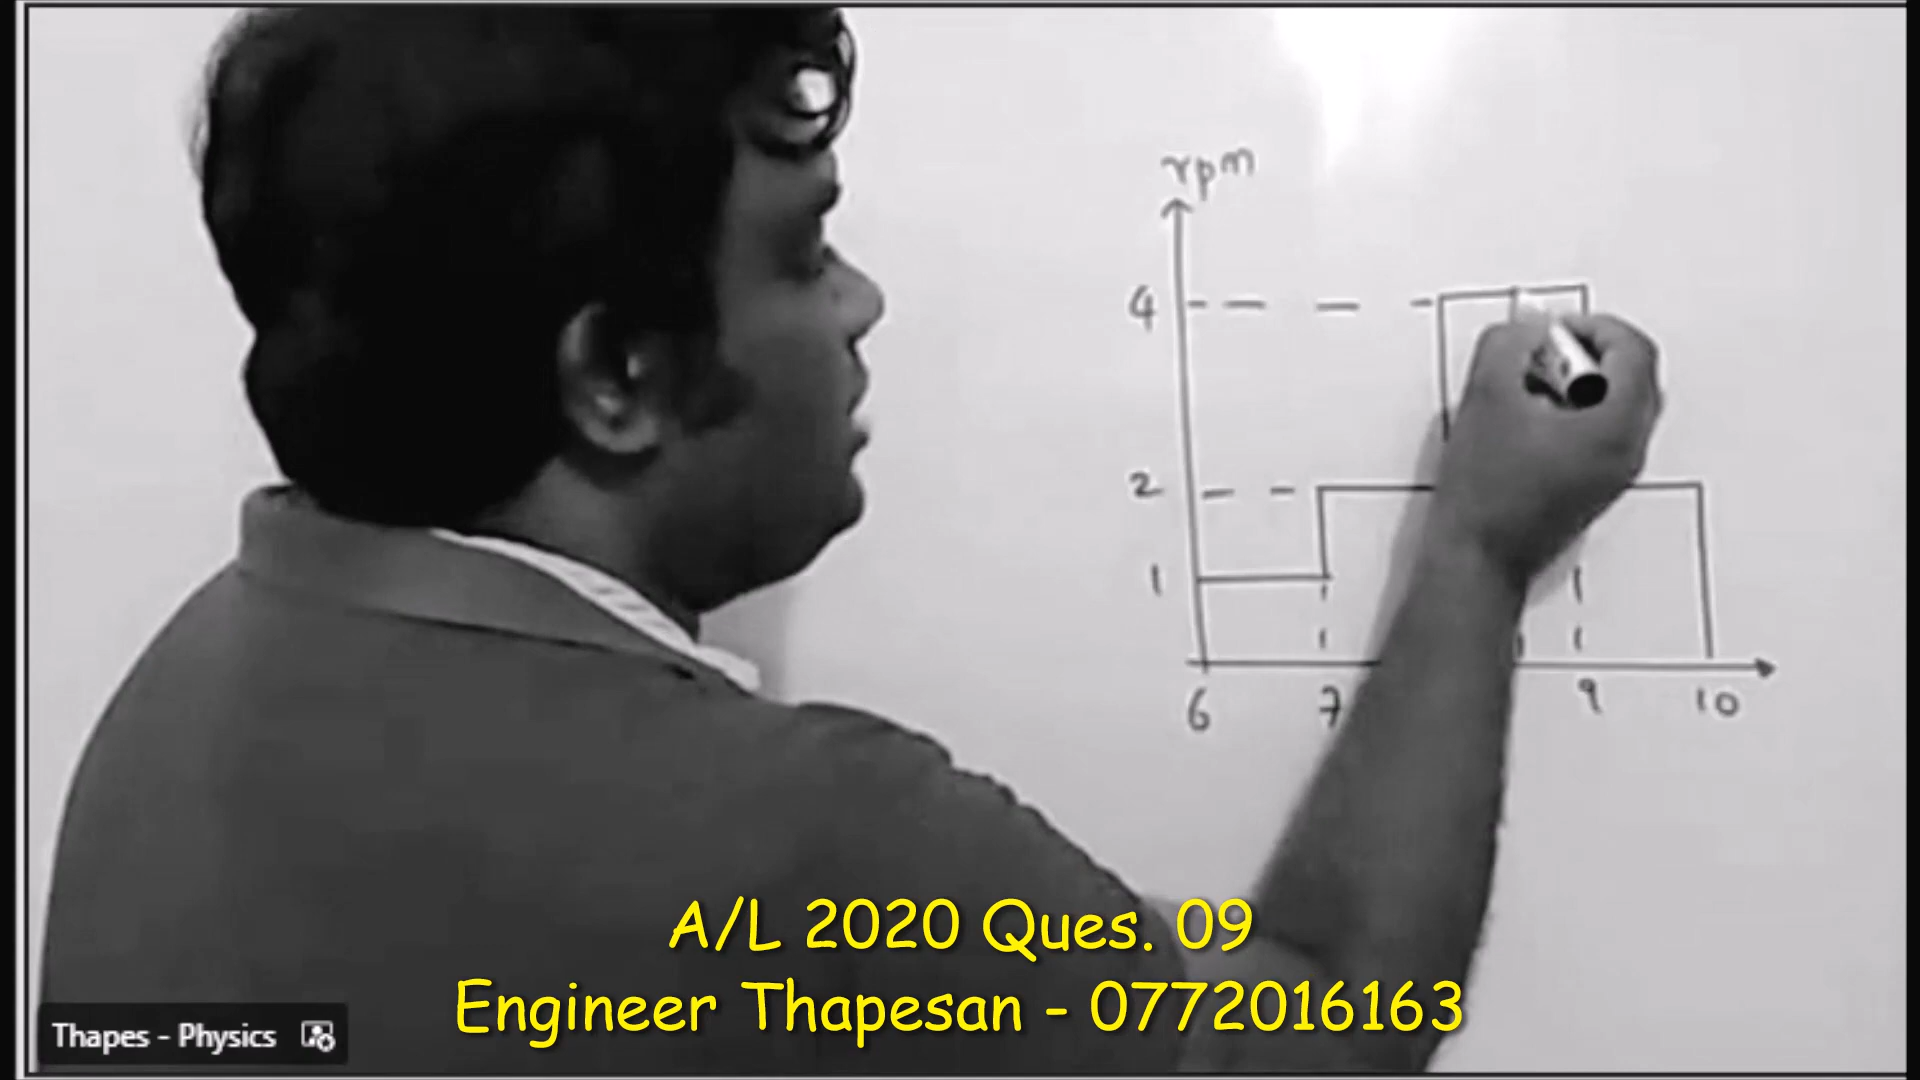 rpm
4
2
1
6 7 9 10
A/L 2020 Ques. 09
Engineer Thapesan - 0772016163
Thapes - Physics